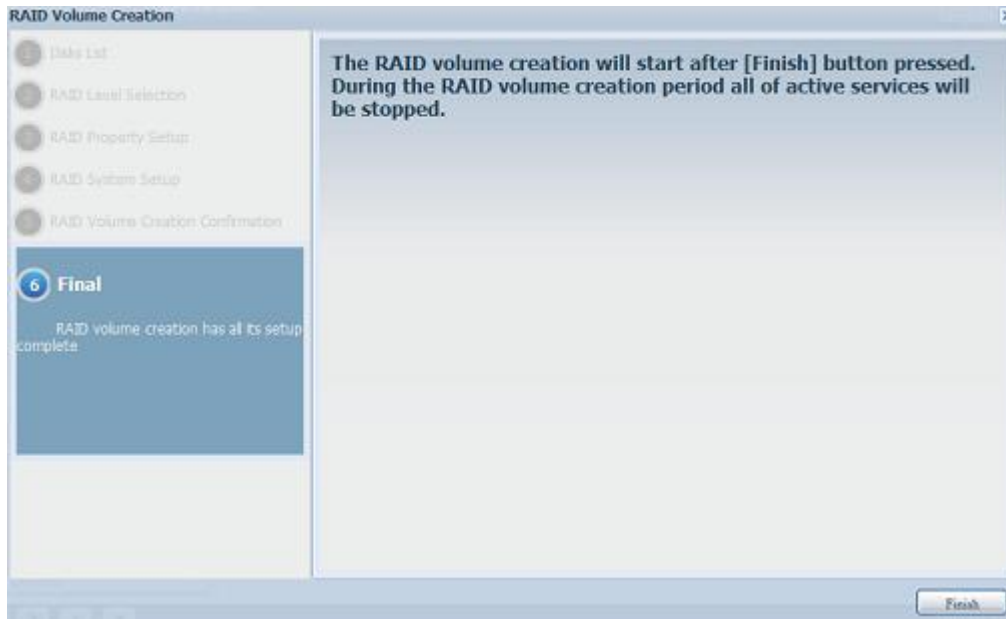 RAID Volume Creation
Disks List
RAID Level Selection
RAID Property Setup
RAID System Setup
RAID Volume Creation Confirmation
6 Final
RAID volume creation has all its setup
complete
The RAID volume creation will start after [Finish] button pressed.
During the RAID volume creation period all of active services will
be stopped.
Finish